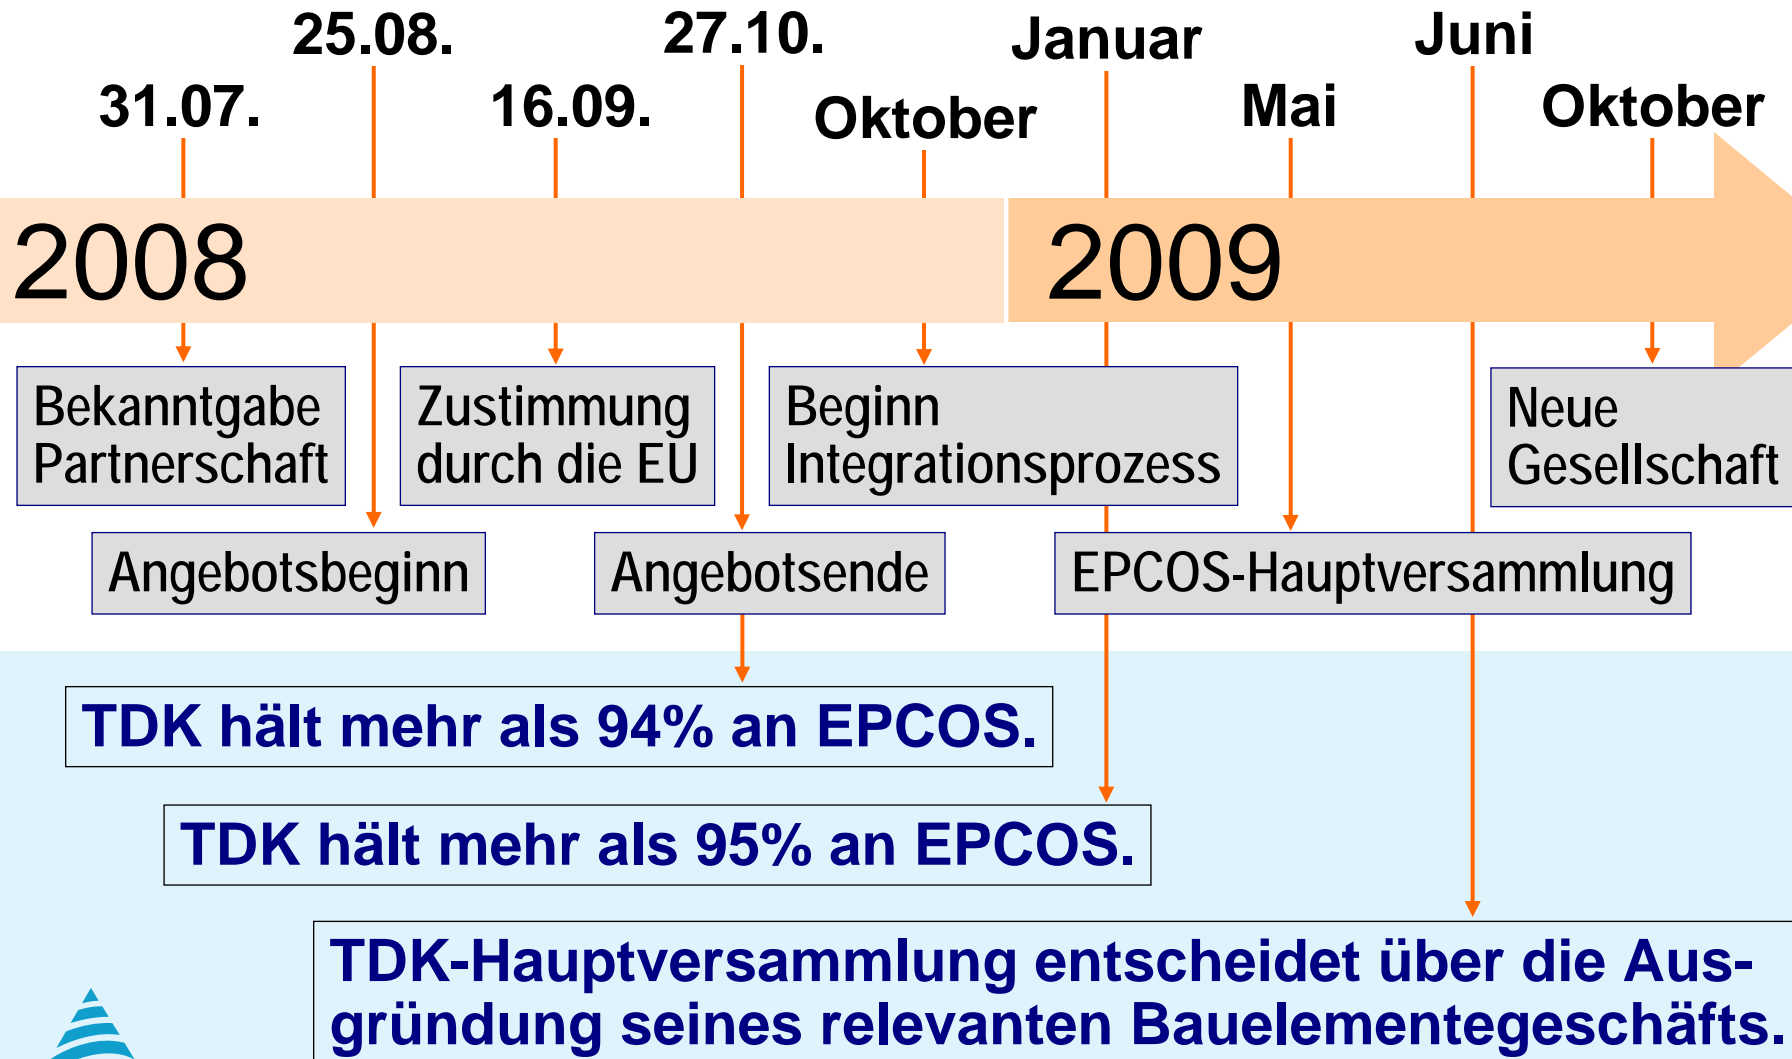 25.08.
27.10.
Januar
Juni
31.07.
16.09.
Oktober
Mai
Oktober
2008
2009
Bekanntgabe
Partnerschaft
Zustimmung
durch die EU
Beginn
Integrationsprozess
Neue
Gesellschaft
Angebotsbeginn
Angebotsende
EPCOS-Hauptversammlung
TDK hält mehr als 94% an EPCOS.
TDK hält mehr als 95% an EPCOS.
TDK-Hauptversammlung entscheidet über die Aus-
gründung seines relevanten Bauelementegeschäfts.